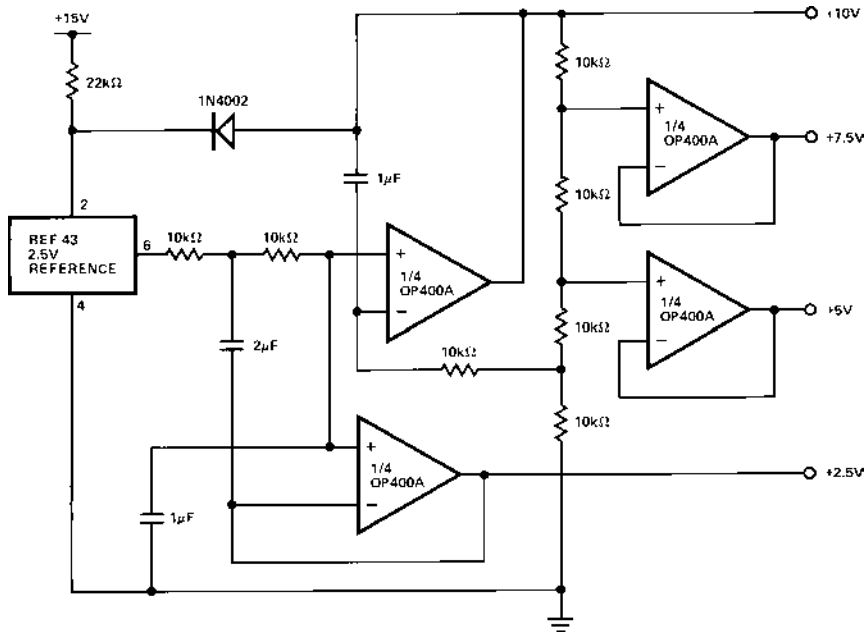 +15V
+10V
22kΩ
1N4002
10kΩ
+
1/4
OP400A
−
+7.5V
1μF
10kΩ
2
REF 43
2.5V
REFERENCE
6
4
10kΩ
10kΩ
+
1/4
OP400A
−
+
1/4
OP400A
−
+5V
2μF
10kΩ
10kΩ
10kΩ
+
1/4
OP400A
−
+2.5V
1μF